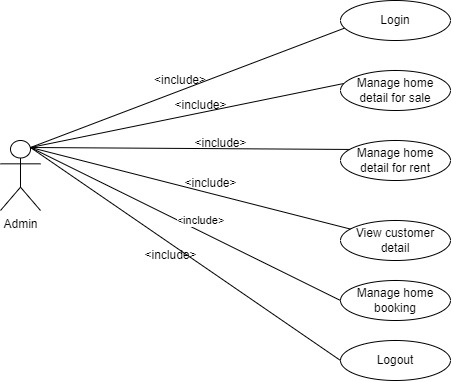 Login
<include>
Manage home
detail for sale
<include>
<include>
Manage home
detail for rent
<include>
Admin
<include>
View customer
detail
<include>
Manage home
booking
Logout